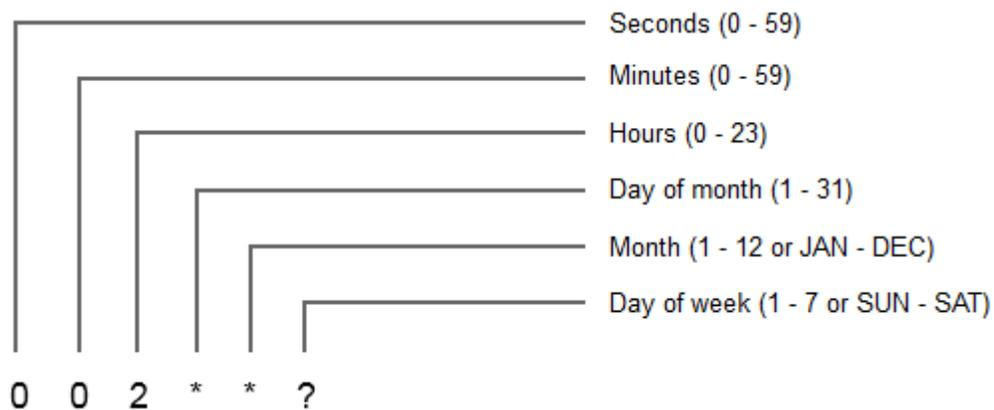 Seconds (0 - 59)
Minutes (0 - 59)
Hours (0 - 23)
Day of month (1 - 31)
Month (1 - 12 or JAN - DEC)
Day of week (1 - 7 or SUN - SAT)
0 0 2 * * ?